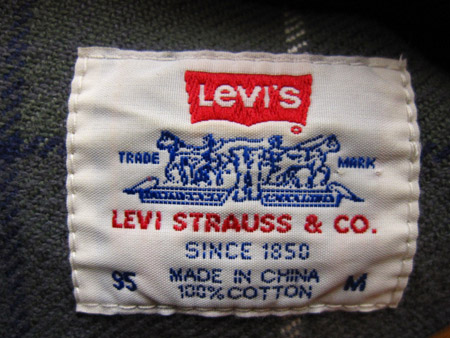 LEVI'S
TRADE MARK
LEVI STRAUSS & CO.
SINCE 1850
95 MADE IN CHINA M
100% COTTON